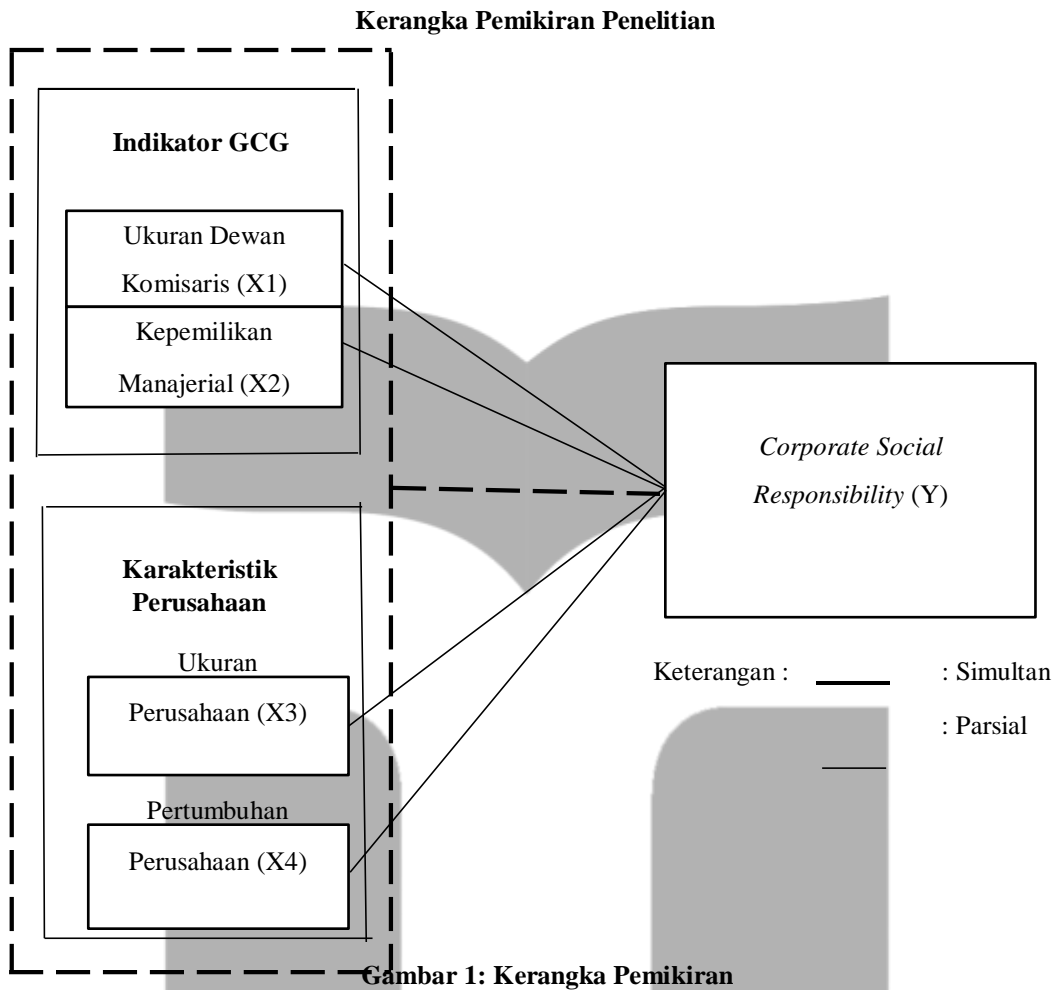 Kerangka Pemikiran Penelitian
Indikator GCG
Ukuran Dewan
Komisaris (X1)
Kepemilikan
Manajerial (X2)
Corporate Social
Responsibility (Y)
Karakteristik
Perusahaan
Ukuran
Perusahaan (X3)
Pertumbuhan
Perusahaan (X4)
Keterangan : : Simultan
: Parsial
Gambar 1: Kerangka Pemikiran